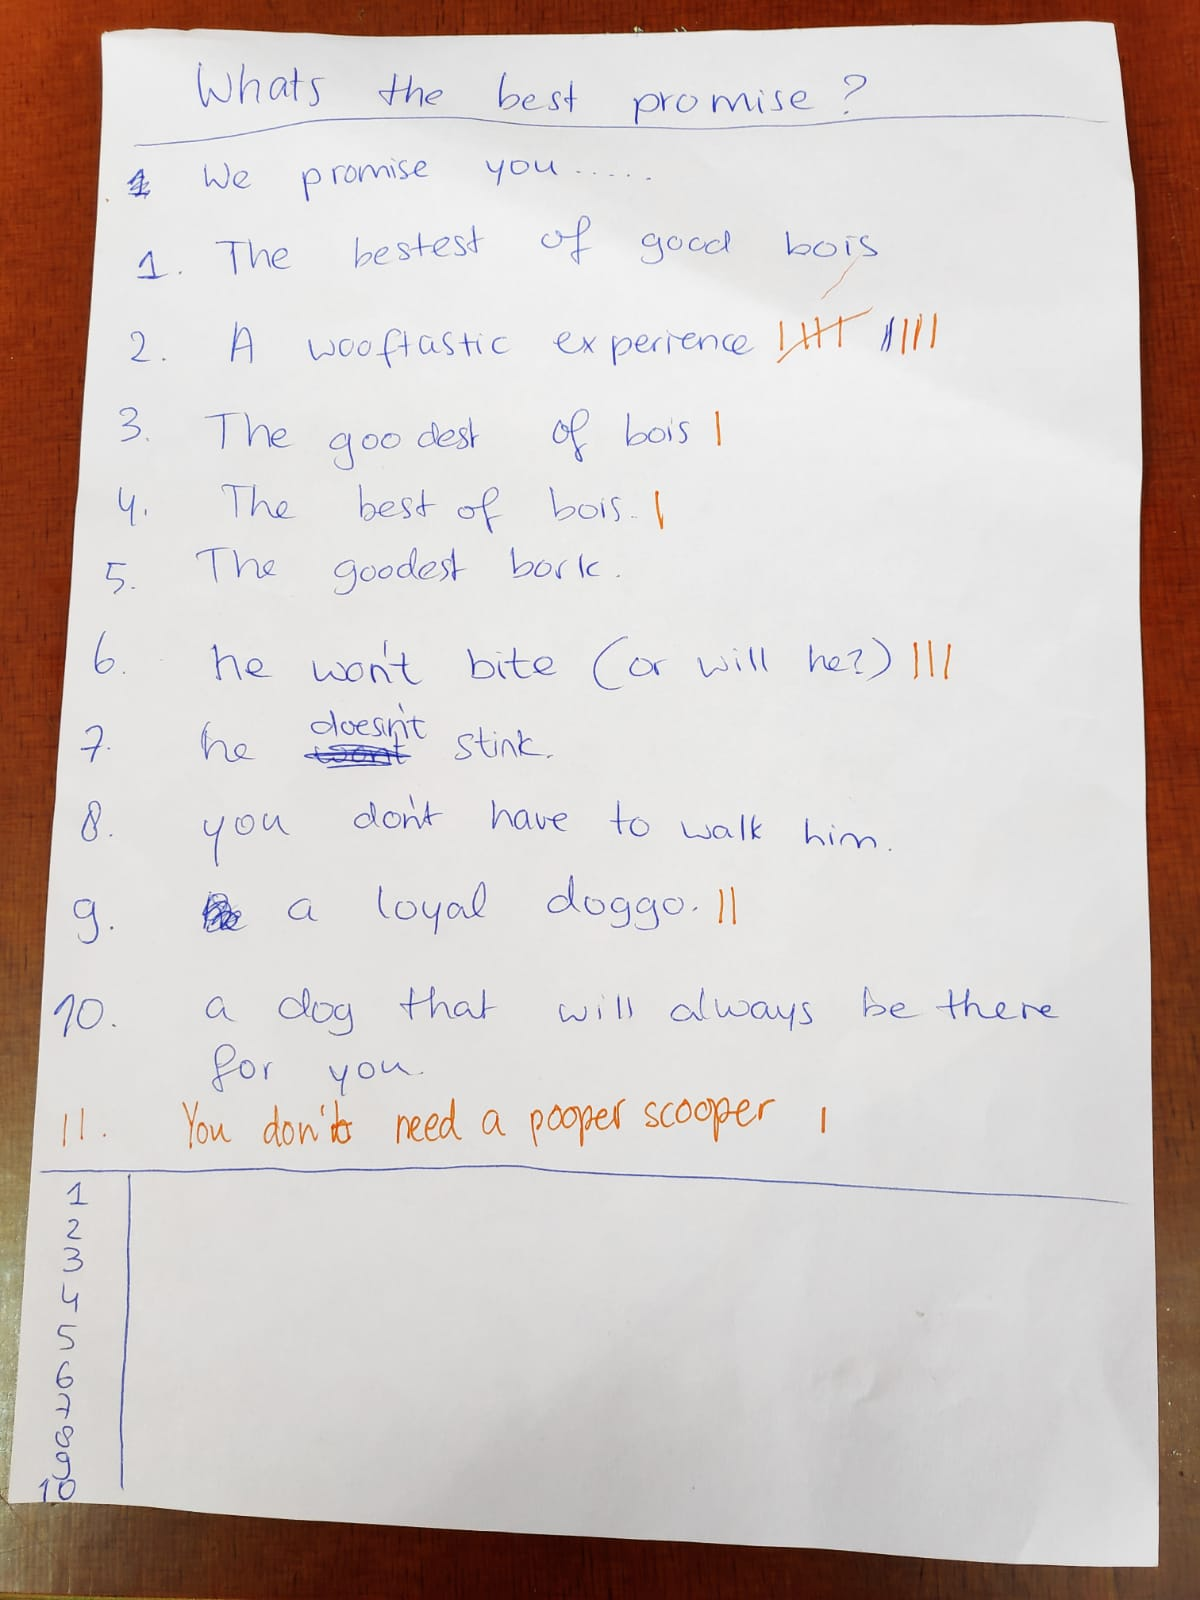 Whats the best promise?
We promise you.....
1. The bestest of good bois
2. A wooftastic experience
3. The goodest of bois
4. The best of bois.
5. The goodest bork.
6. he won't bite (or will he?)
7. he doesn't stink.
8. you don't have to walk him.
9. a loyal doggo.
10. a dog that will always be there
for you.
11. You don't need a pooper scooper
1
2
3
4
5
6
7
8
9
10